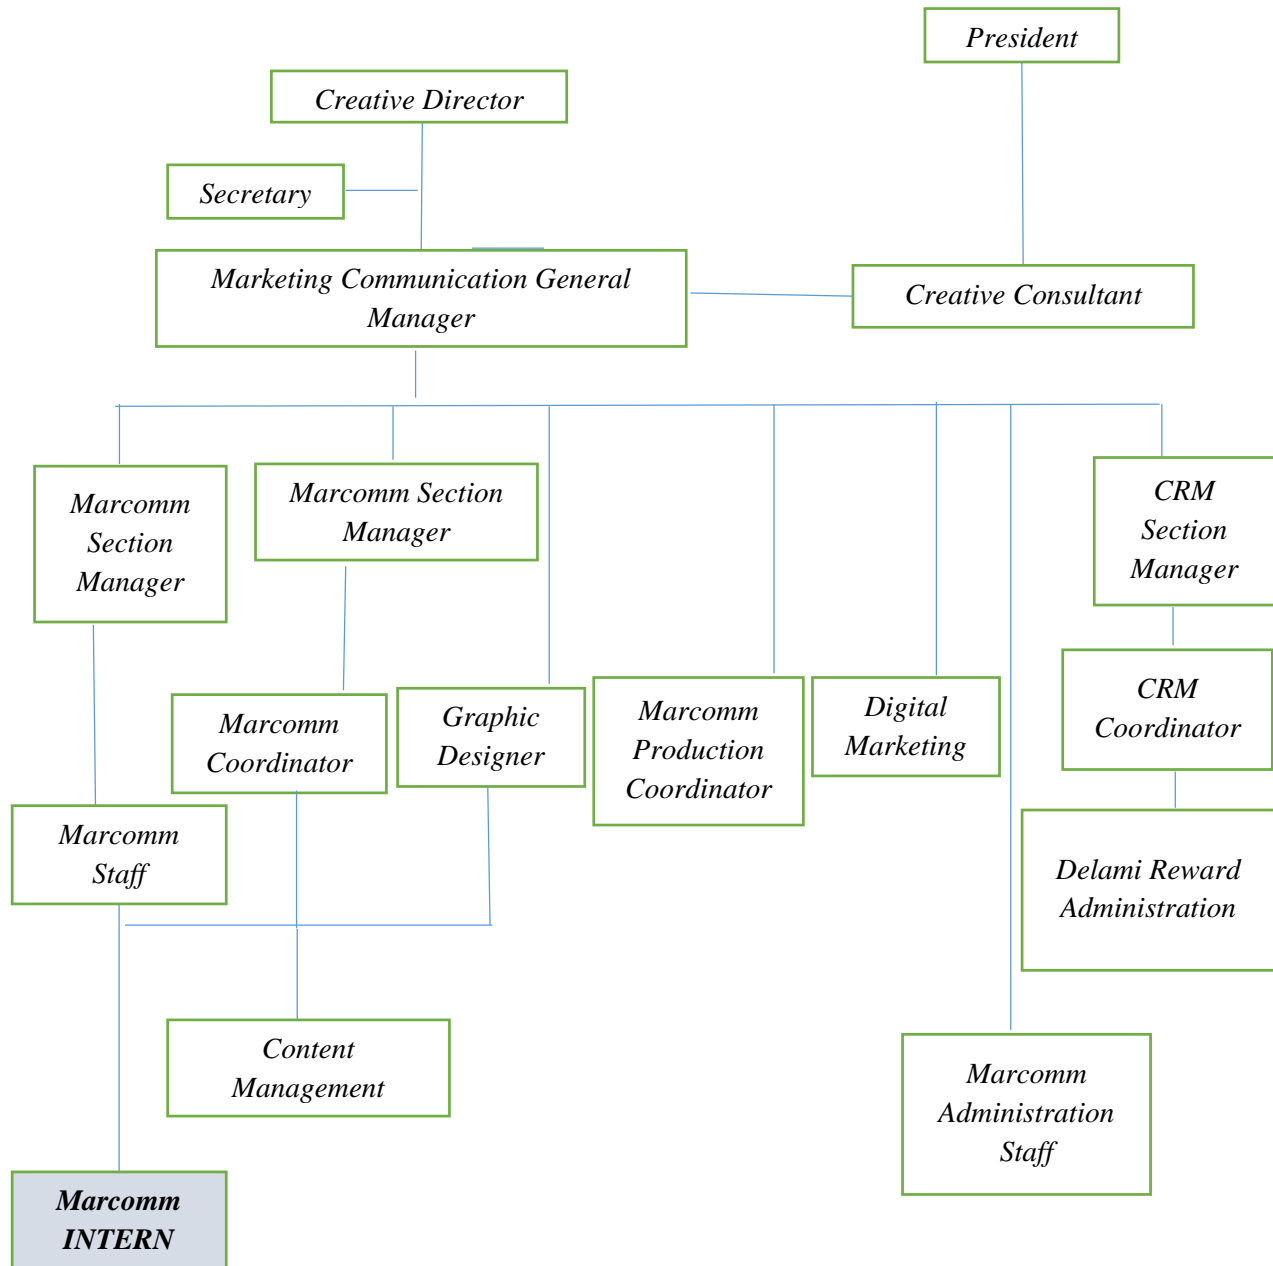 President
Creative Director
Secretary
Marketing Communication General
Manager
Creative Consultant
Marcomm
Section
Manager
Marcomm Section
Manager
CRM
Section
Manager
Marcomm
Coordinator
Graphic
Designer
Marcomm
Production
Coordinator
Digital
Marketing
CRM
Coordinator
Marcomm
Staff
Delami Reward
Administration
Content
Management
Marcomm
Administration
Staff
Marcomm
INTERN